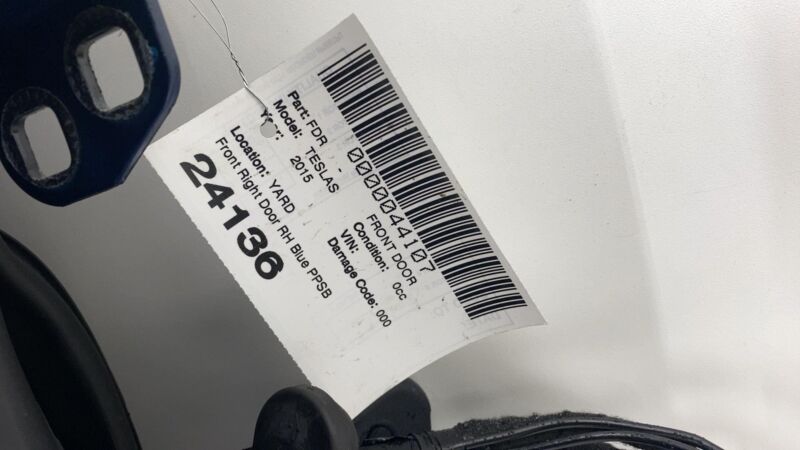 0000044107
Part: FDR - FRONT DOOR
Model: TESLAS Condition: 0cc
Year: 2015 VIN:
Damage Code: 000
Location: YARD
Front Right Door RH Blue PPSB
24136